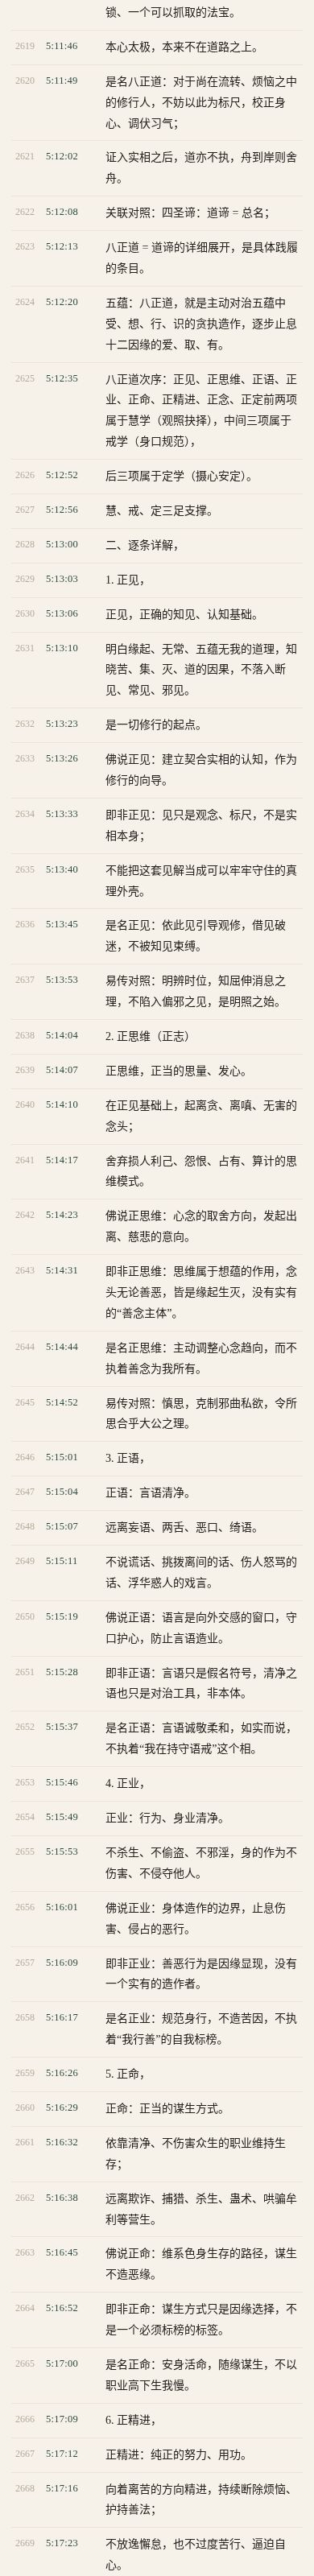 锁、一个可以抓取的法宝。
2619 5:11:46 本心太极，本来不在道路之上。
2620 5:11:49 是名八正道：对于尚在流转、烦恼之中
的修行人，不妨以此为标尺，校正身
心、调伏习气；
2621 5:12:02 证入实相之后，道亦不执，舟到岸则舍
舟。
2622 5:12:08 关联对照：四圣谛：道谛 = 总名；
2623 5:12:13 八正道 = 道谛的详细展开，是具体践履
的条目。
2624 5:12:20 五蕴：八正道，就是主动对治五蕴中
受、想、行、识的贪执造作，逐步止息
十二因缘的爱、取、有。
2625 5:12:35 八正道次序：正见、正思维、正语、正
业、正命、正精进、正念、正定前两项
属于慧学（观照抉择），中间三项属于
戒学（身口规范），
2626 5:12:52 后三项属于定学（摄心安定）。
2627 5:12:56 慧、戒、定三足支撑。
2628 5:13:00 二、逐条详解，
2629 5:13:03 1. 正见，
2630 5:13:06 正见，正确的知见、认知基础。
2631 5:13:10 明白缘起、无常、五蕴无我的道理，知
晓苦、集、灭、道的因果，不落入断
见、常见、邪见。
2632 5:13:23 是一切修行的起点。
2633 5:13:26 佛说正见：建立契合实相的认知，作为
修行的向导。
2634 5:13:33 即非正见：见只是观念、标尺，不是实
相本身；
2635 5:13:40 不能把这套见解当成可以牢牢守住的真
理外壳。
2636 5:13:45 是名正见：依此见引导观修，借见破
迷，不被知见束缚。
2637 5:13:53 易传对照：明辨时位，知屈伸消息之
理，不陷入偏邪之见，是明照之始。
2638 5:14:04 2. 正思维（正志）
2639 5:14:07 正思维，正当的思量、发心。
2640 5:14:10 在正见基础上，起离贪、离嗔、无害的
念头；
2641 5:14:17 舍弃损人利己、怨恨、占有、算计的思
维模式。
2642 5:14:23 佛说正思维：心念的取舍方向，发起出
离、慈悲的意向。
2643 5:14:31 即非正思维：思维属于想蕴的作用，念
头无论善恶，皆是缘起生灭，没有实有
的“善念主体”。
2644 5:14:44 是名正思维：主动调整心念趋向，而不
执着善念为我所有。
2645 5:14:52 易传对照：慎思，克制邪曲私欲，令所
思合乎大公之理。
2646 5:15:01 3. 正语，
2647 5:15:04 正语：言语清净。
2648 5:15:07 远离妄语、两舌、恶口、绮语。
2649 5:15:11 不说谎话、挑拨离间的话、伤人怒骂的
话、浮华惑人的戏言。
2650 5:15:19 佛说正语：语言是向外交感的窗口，守
口护心，防止言语造业。
2651 5:15:28 即非正语：言语只是假名符号，清净之
语也只是对治工具，非本体。
2652 5:15:37 是名正语：言语诚敬柔和，如实而说，
不执着“我在持守语戒”这个相。
2653 5:15:46 4. 正业，
2654 5:15:49 正业：行为、身业清净。
2655 5:15:53 不杀生、不偷盗、不邪淫，身的作为不
伤害、不侵夺他人。
2656 5:16:01 佛说正业：身体造作的边界，止息伤
害、侵占的恶行。
2657 5:16:09 即非正业：善恶行为是因缘显现，没有
一个实有的造作者。
2658 5:16:17 是名正业：规范身行，不造苦因，不执
着“我行善”的自我标榜。
2659 5:16:26 5. 正命，
2660 5:16:29 正命：正当的谋生方式。
2661 5:16:32 依靠清净、不伤害众生的职业维持生
存；
2662 5:16:38 远离欺诈、捕猎、杀生、蛊术、哄骗牟
利等营生。
2663 5:16:45 佛说正命：维系色身生存的路径，谋生
不造恶缘。
2664 5:16:52 即非正命：谋生方式只是因缘选择，不
是一个必须标榜的标签。
2665 5:17:00 是名正命：安身活命，随缘谋生，不以
职业高下生我慢。
2666 5:17:09 6. 正精进，
2667 5:17:12 正精进：纯正的努力、用功。
2668 5:17:16 向着离苦的方向精进，持续断除烦恼、
护持善法；
2669 5:17:23 不放逸懈怠，也不过度苦行、逼迫自
心。